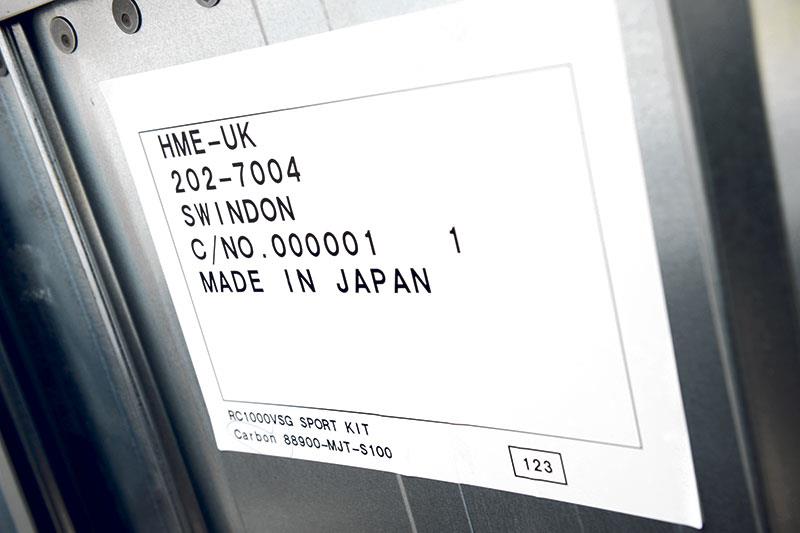 HME-UK
202-7004
SWINDON
C/NO.000001 1
MADE IN JAPAN
RC1000VSG SPORT KIT
Carbon 88900-MJT-S100
123